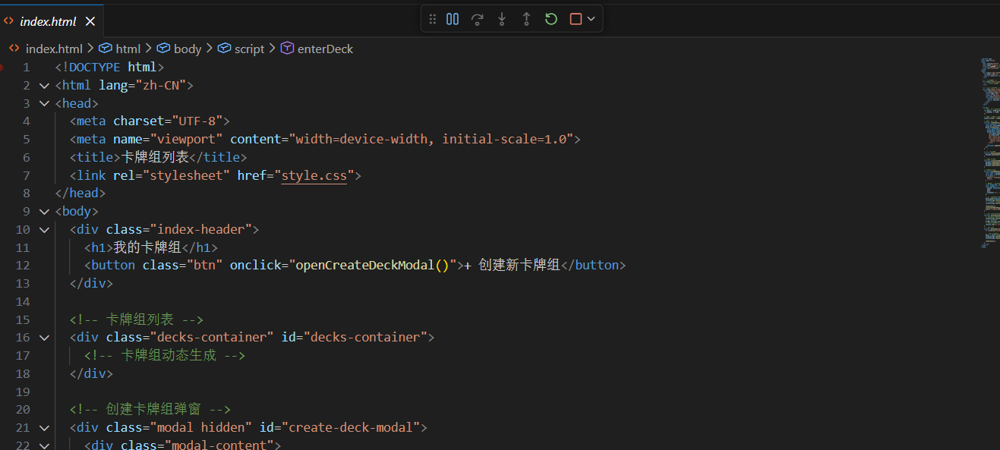 index.html
index.html > html > body > script > enterDeck
1 <!DOCTYPE html>
2 <html lang="zh-CN">
3 <head>
4 <meta charset="UTF-8">
5 <meta name="viewport" content="width=device-width, initial-scale=1.0">
6 <title>卡牌组列表</title>
7 <link rel="stylesheet" href="style.css">
8 </head>
9 <body>
10 <div class="index-header">
11 <h1>我的卡牌组</h1>
12 <button class="btn" onclick="openCreateDeckModal()">+ 创建新卡牌组</button>
13 </div>
14
15 <!-- 卡牌组列表 -->
16 <div class="decks-container" id="decks-container">
17 <!-- 卡牌组动态生成 -->
18 </div>
19
20 <!-- 创建卡牌组弹窗 -->
21 <div class="modal hidden" id="create-deck-modal">
22 <div class="modal-content">